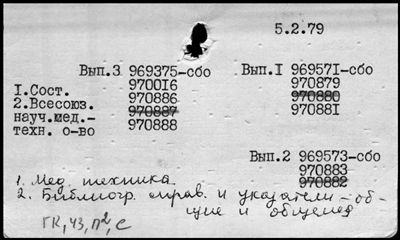 5.2.79
Вып.3 969375-сбо
970016
970886
970887
970888
Вып.1 969571-сбо
970879
970880
970881
1.Сост.
2.Всесоюз.
науч.мед.-
техн. о-во
Вып.2 969573-сбо
970883
970882
1. Мед. техника.
2. Библиогр. справ. и указатели – об-
щие и общения
ГК, 43, П², С